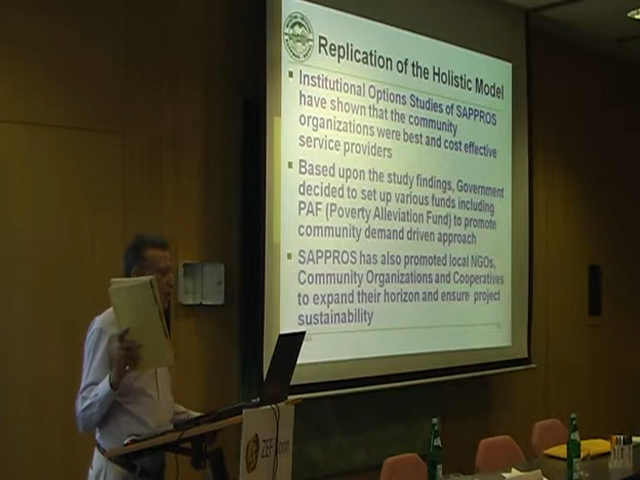 Replication of the Holistic Model
Institutional Options Studies of SAPPROS
have shown that the community
organizations were best and cost effective
service providers
Based upon the study findings, Government
decided to set up various funds including
PAF (Poverty Alleviation Fund) to promote
community demand driven approach
SAPPROS has also promoted local NGOs,
Community Organizations and Cooperatives
to expand their horizon and ensure project
sustainability
ZEF Bonn